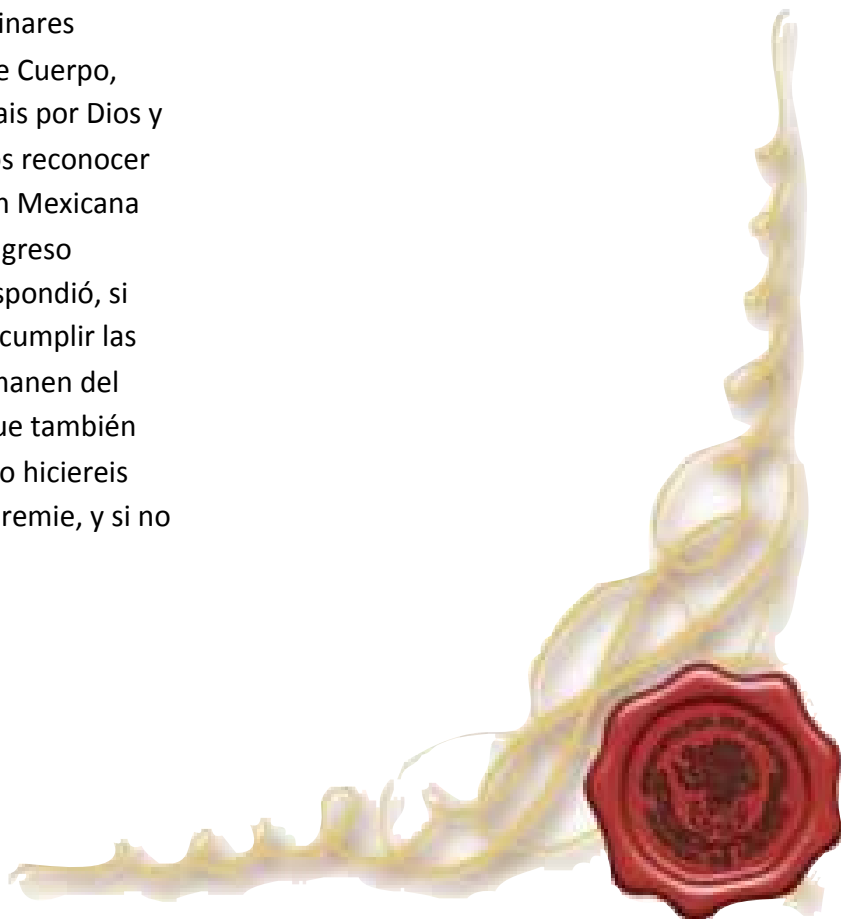 inares
e Cuerpo,
ais por Dios y
s reconocer
n Mexicana
greso
spondió, si
cumplir las
manen del
ue también
o hiciereis
remie, y si no